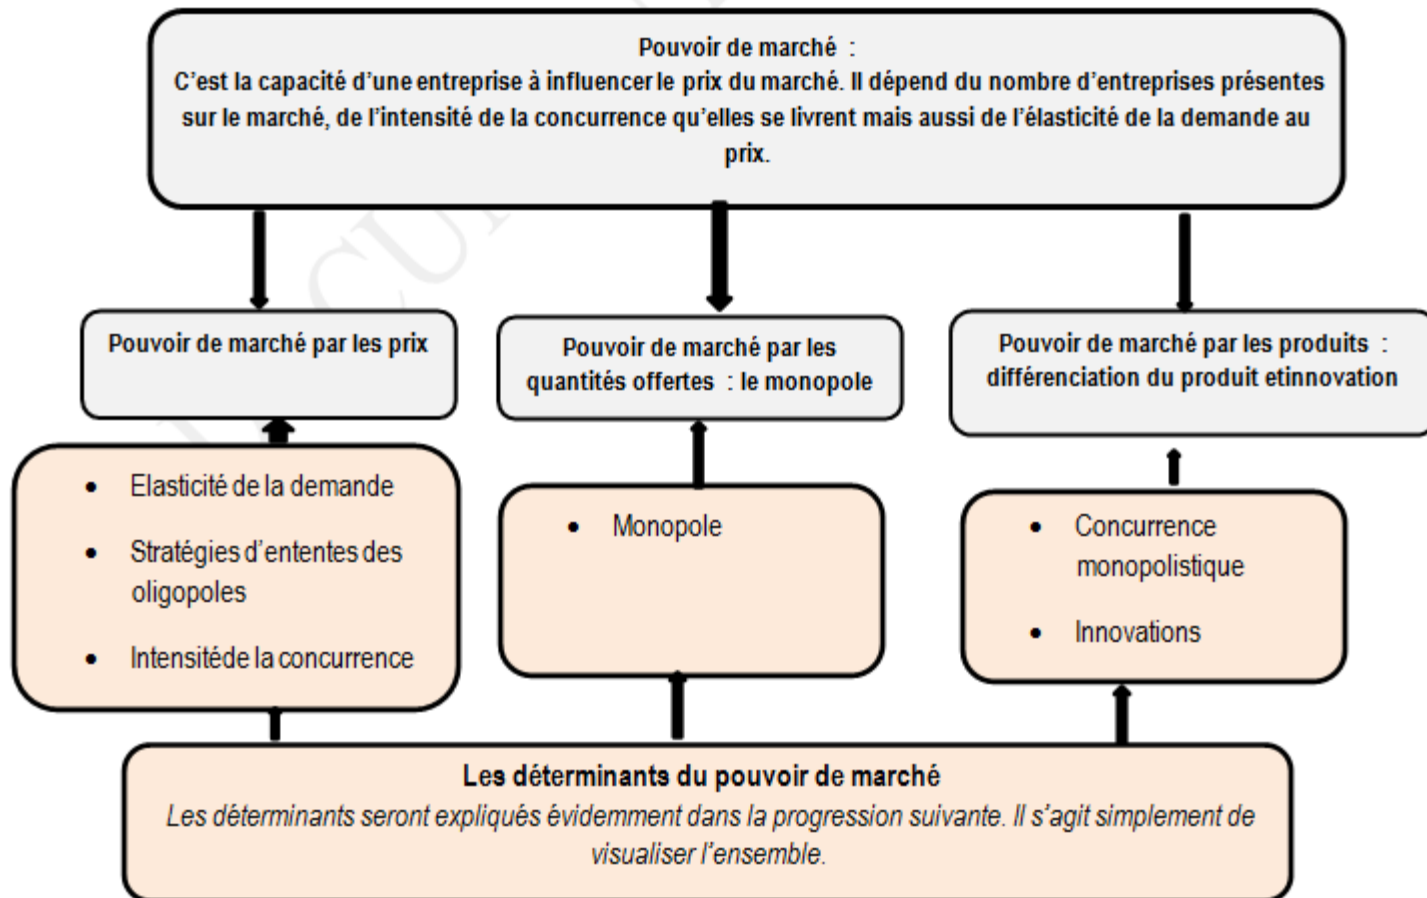 Pouvoir de marché :
C'est la capacité d'une entreprise à influencer le prix du marché. Il dépend du nombre d'entreprises présentes
sur le marché, de l'intensité de la concurrence qu'elles se livrent mais aussi de l'élasticité de la demande au
prix.
Pouvoir de marché par les prix
Pouvoir de marché par les
quantités offertes : le monopole
Pouvoir de marché par les produits :
différenciation du produit etinnovation
• Elasticité de la demande
• Stratégies d'ententes des
oligopoles
• Intensitéde la concurrence
• Monopole
• Concurrence
monopolistique
• Innovations
Les déterminants du pouvoir de marché
Les déterminants seront expliqués évidemment dans la progression suivante. Il s'agit simplement de
visualiser l'ensemble.